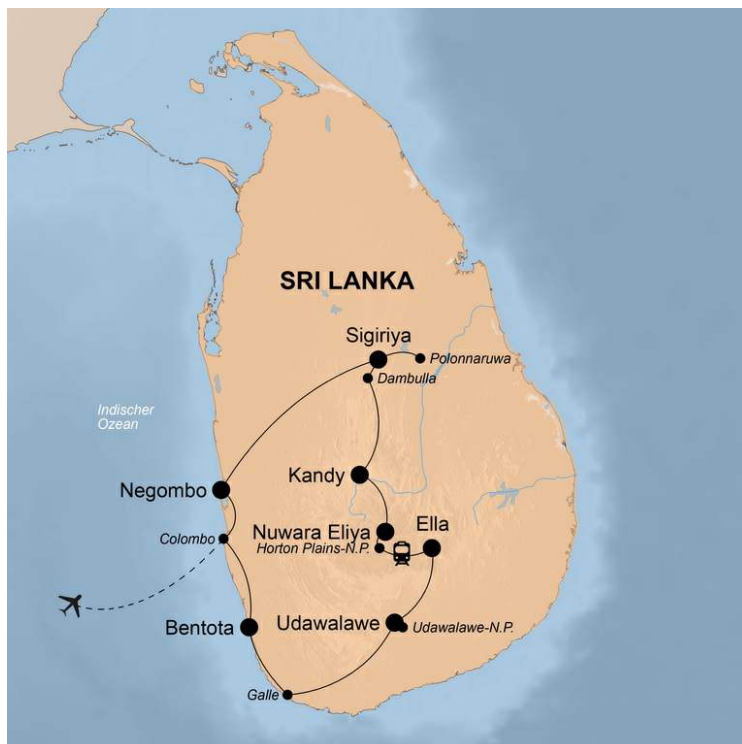 SRI LANKA
Sigiriya
Polonnaruwa
Dambulla
Indischer
Ozean
Kandy
Negombo
Nuwara Eliya
Ella
Colombo
Horton Plains-N.P.
Bentota
Udawalawe
Udawalawe-N.P.
Galle